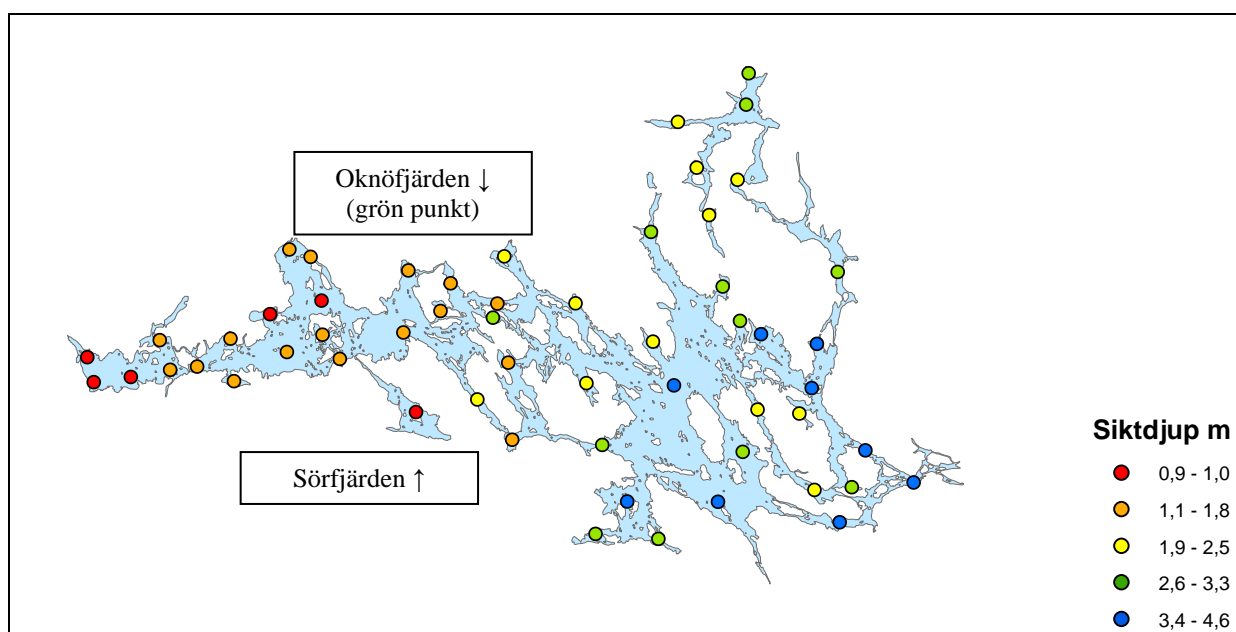 Oknöfjärden ↓
(grön punkt)
Sörfjärden ↑
Siktdjup m
0,9 - 1,0
1,1 - 1,8
1,9 - 2,5
2,6 - 3,3
3,4 - 4,6